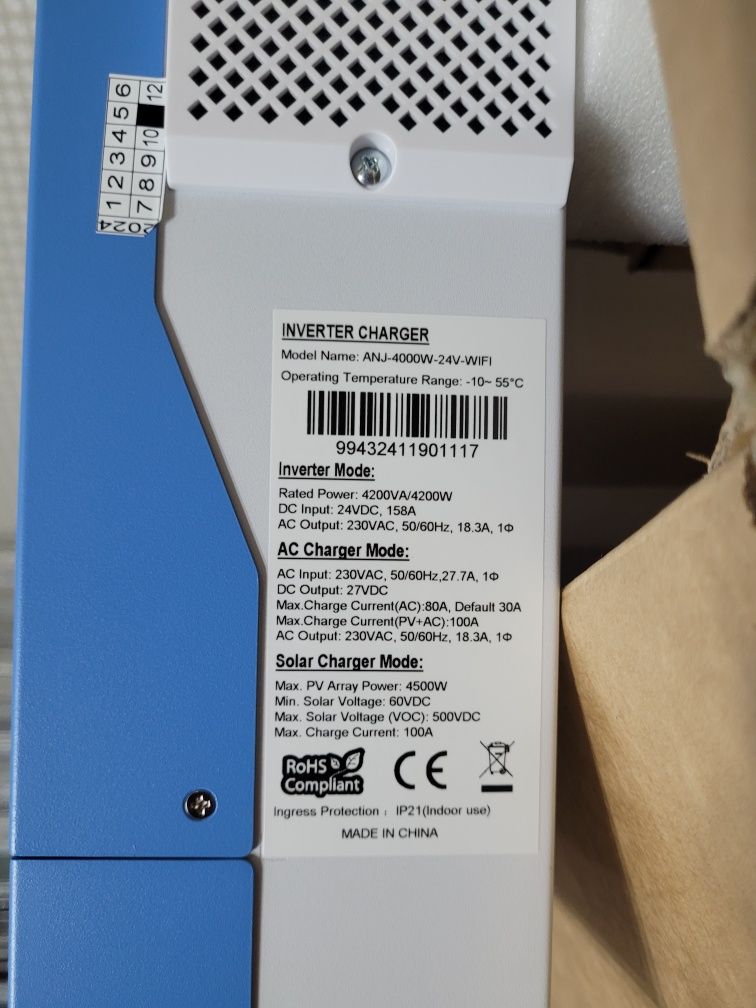 2024
1 2 3 4 5 6
7 8 9 10 12
INVERTER CHARGER
Model Name: ANJ-4000W-24V-WIFI
Operating Temperature Range: -10~ 55°C
99432411901117
Inverter Mode:
Rated Power: 4200VA/4200W
DC Input: 24VDC, 158A
AC Output: 230VAC, 50/60Hz, 18.3A, 1Φ
AC Charger Mode:
AC Input: 230VAC, 50/60Hz,27.7A, 1Φ
DC Output: 27VDC
Max.Charge Current(AC):80A, Default 30A
Max.Charge Current(PV+AC):100A
AC Output: 230VAC, 50/60Hz, 18.3A, 1Φ
Solar Charger Mode:
Max. PV Array Power: 4500W
Min. Solar Voltage: 60VDC
Max. Solar Voltage (VOC): 500VDC
Max. Charge Current: 100A
RoHS
Compliant
CE
Ingress Protection : IP21(Indoor use)
MADE IN CHINA